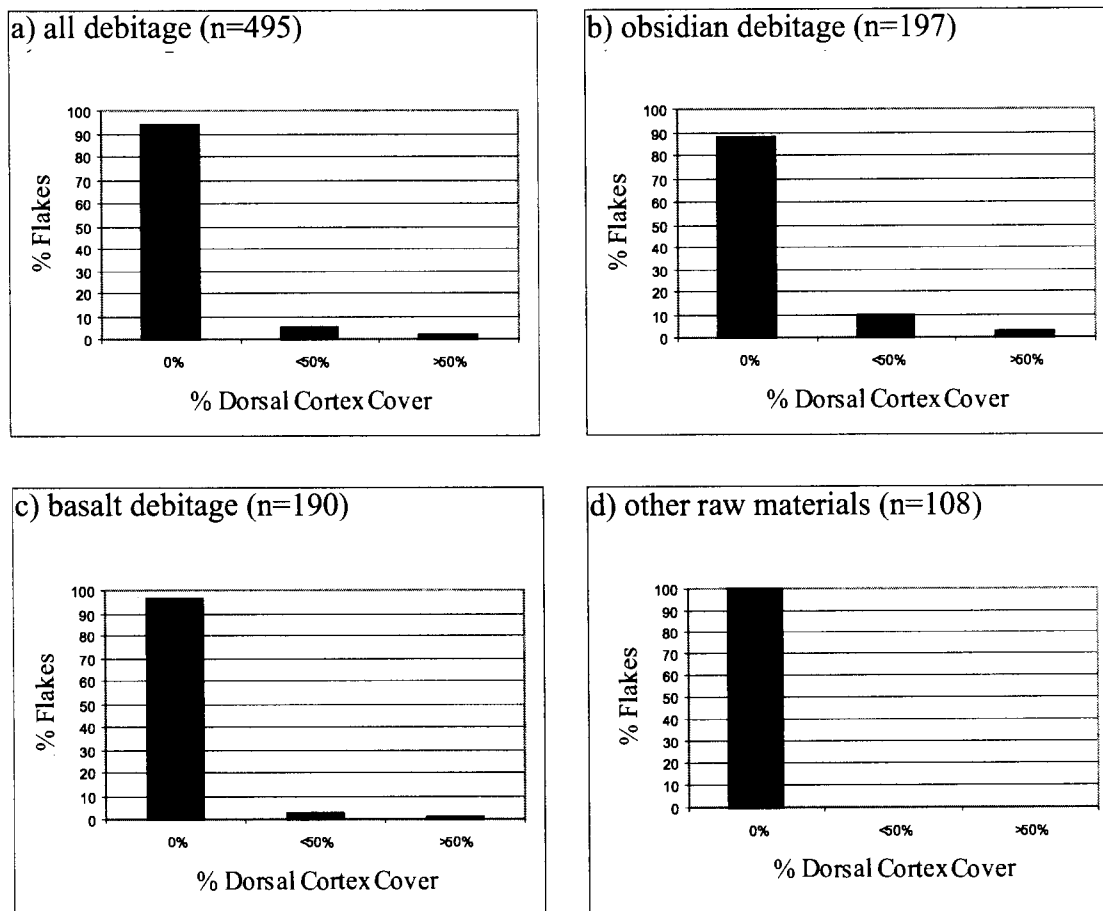 a) all debitage (n=495)
100
90
80
70
60
50
40
30
20
10
0
% Flakes
0% <50% >50%
% Dorsal Cortex Cover
b) obsidian debitage (n=197)
100
90
80
70
60
50
40
30
20
10
0
% Flakes
0% <50% >50%
% Dorsal Cortex Cover
c) basalt debitage (n=190)
100
90
80
70
60
50
40
30
20
10
0
% Flakes
0% <50% >50%
% Dorsal Cortex Cover
d) other raw materials (n=108)
100
90
80
70
60
50
40
30
20
10
0
% Flakes
0% <50% >50%
% Dorsal Cortex Cover